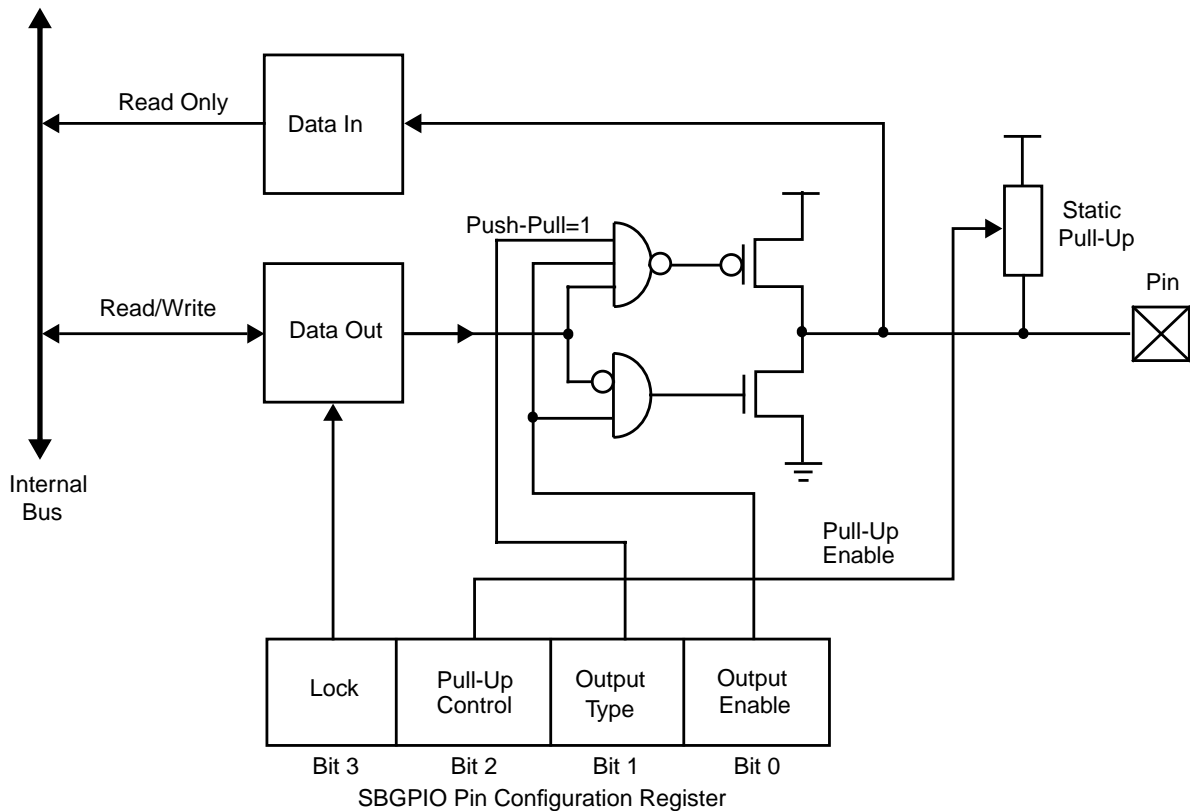 Read Only
Data In
Push-Pull=1
Static
Pull-Up
Pin
Read/Write
Data Out
Internal
Bus
Pull-Up
Enable
Lock
Pull-Up
Control
Output
Type
Output
Enable
Bit 3
Bit 2
Bit 1
Bit 0
SBGPIO Pin Configuration Register